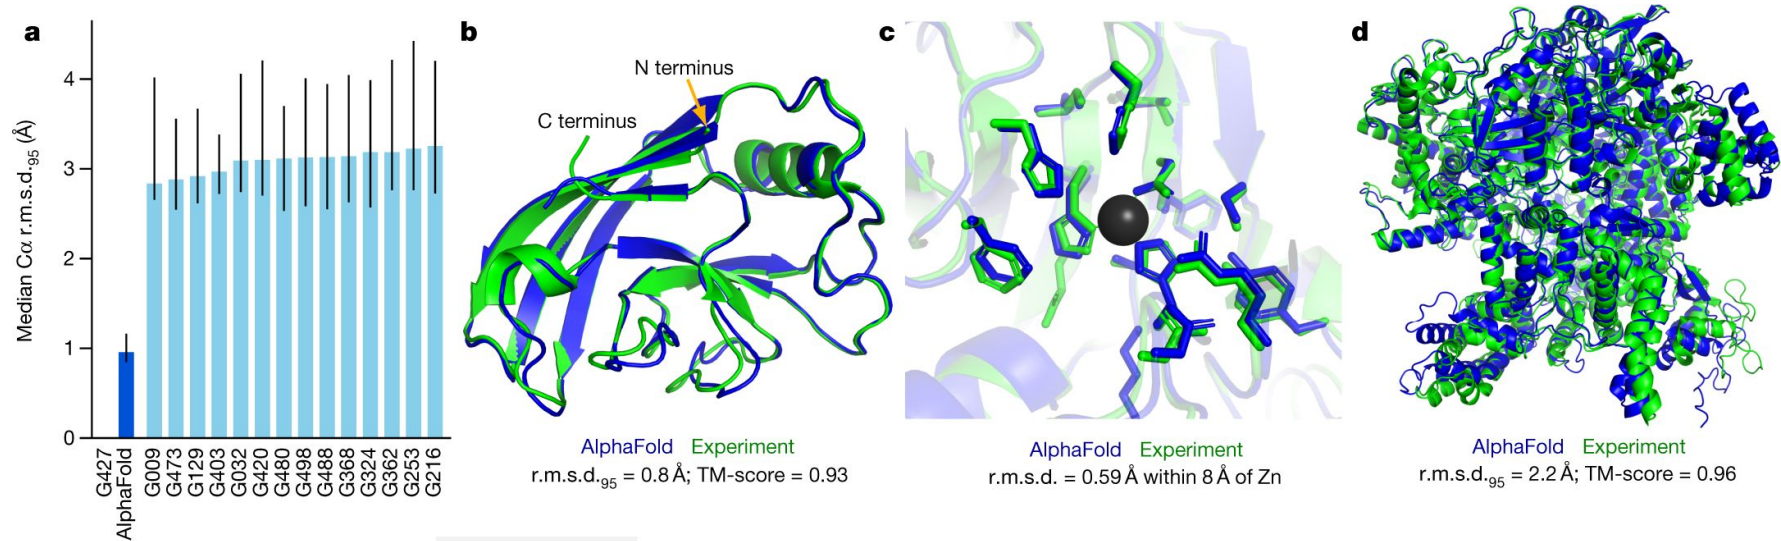 a
Median Cα r.m.s.d.95 (Å)
4
3
2
1
0
G427
AlphaFold
G009
G473
G129
G403
G032
G420
G480
G498
G488
G368
G324
G362
G253
G216
b
N terminus
C terminus
AlphaFold Experiment
r.m.s.d.95 = 0.8 Å; TM-score = 0.93
c
AlphaFold Experiment
r.m.s.d. = 0.59 Å within 8 Å of Zn
d
AlphaFold Experiment
r.m.s.d.95 = 2.2 Å; TM-score = 0.96